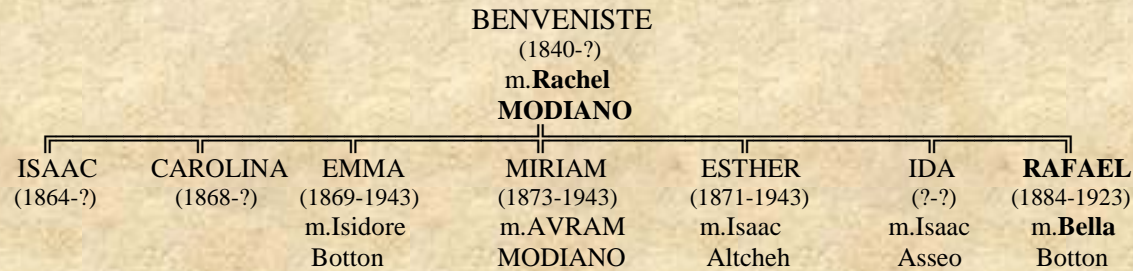 BENVENISTE
(1840-?)
m.Rachel
MODIANO
ISAAC CAROLINA EMMA MIRIAM ESTHER IDA RAFAEL
(1864-?) (1868-?) (1869-1943) (1873-1943) (1871-1943) (?-?) (1884-1923)
m.Isidore m.AVRAM m.Isaac m.Isaac m.Bella
Botton MODIANO Altcheh Asseo Botton